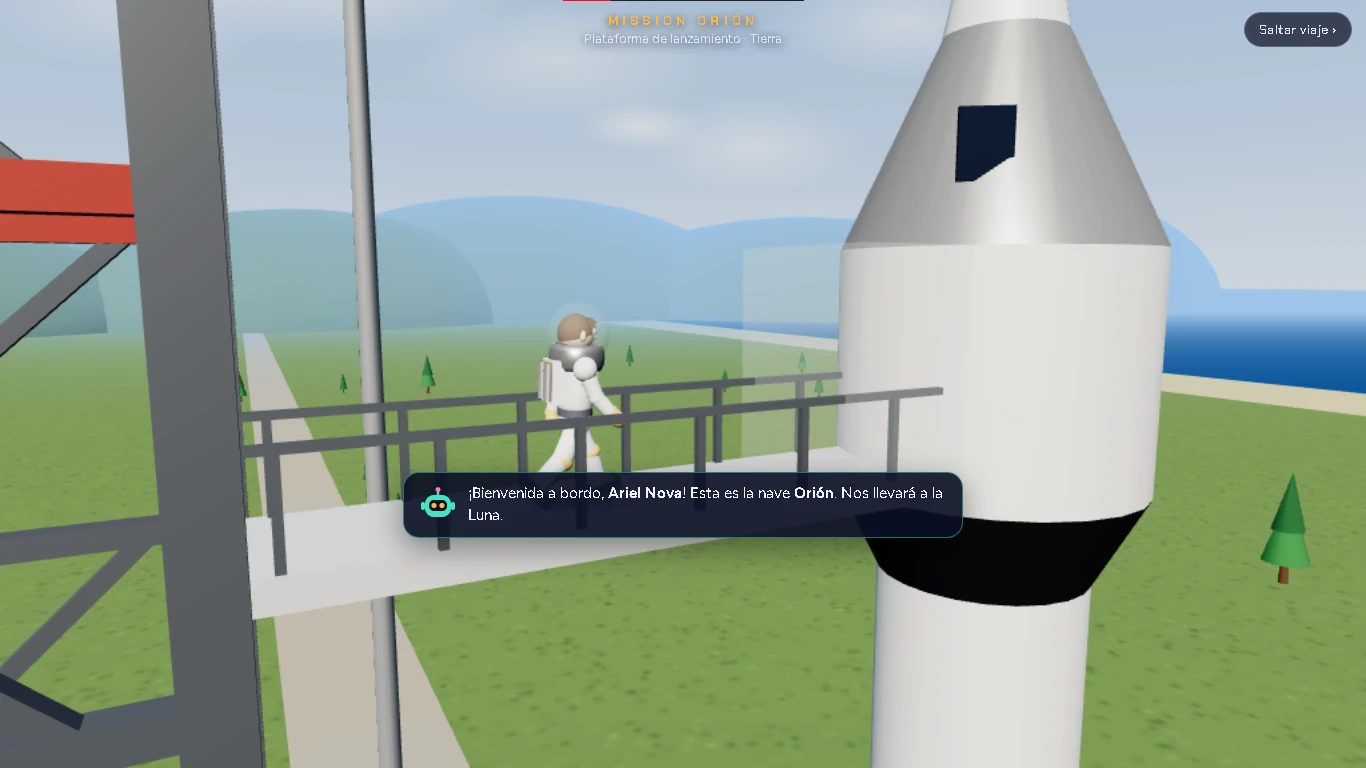 MISSION ORIÓN
Plataforma de lanzamiento · Tierra
Saltar viaje ›
¡Bienvenida a bordo, Ariel Nova! Esta es la nave Orión. Nos llevará a la
Luna.